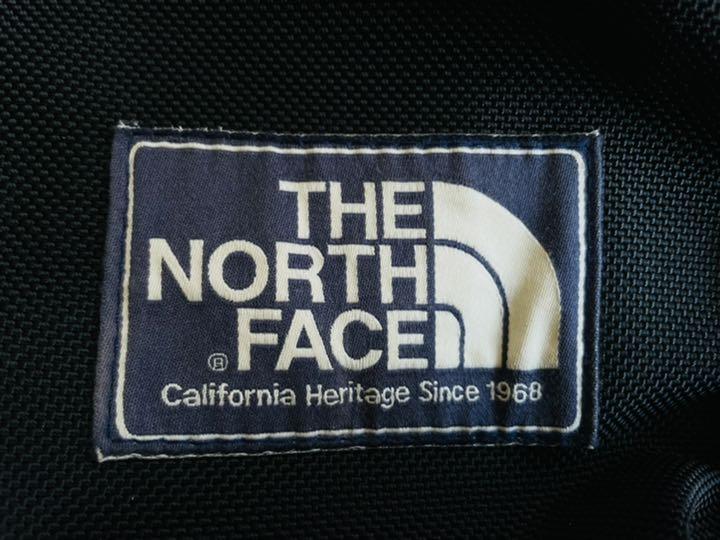 THE
NORTH
FACE
®
California Heritage Since 1968